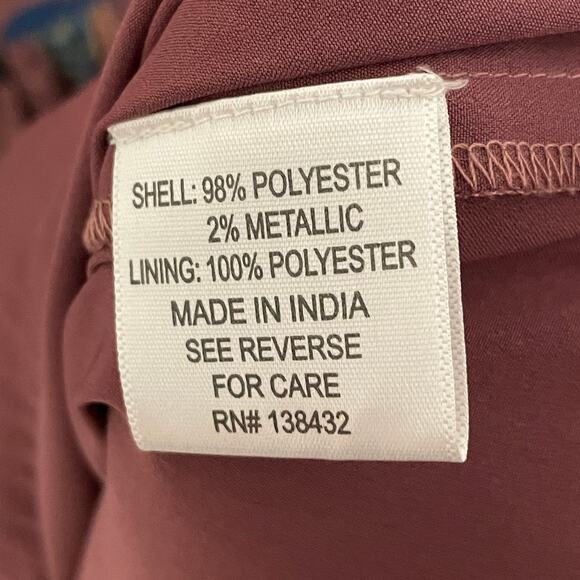 SHELL: 98% POLYESTER
2% METALLIC
LINING: 100% POLYESTER
MADE IN INDIA
SEE REVERSE
FOR CARE
RN# 138432